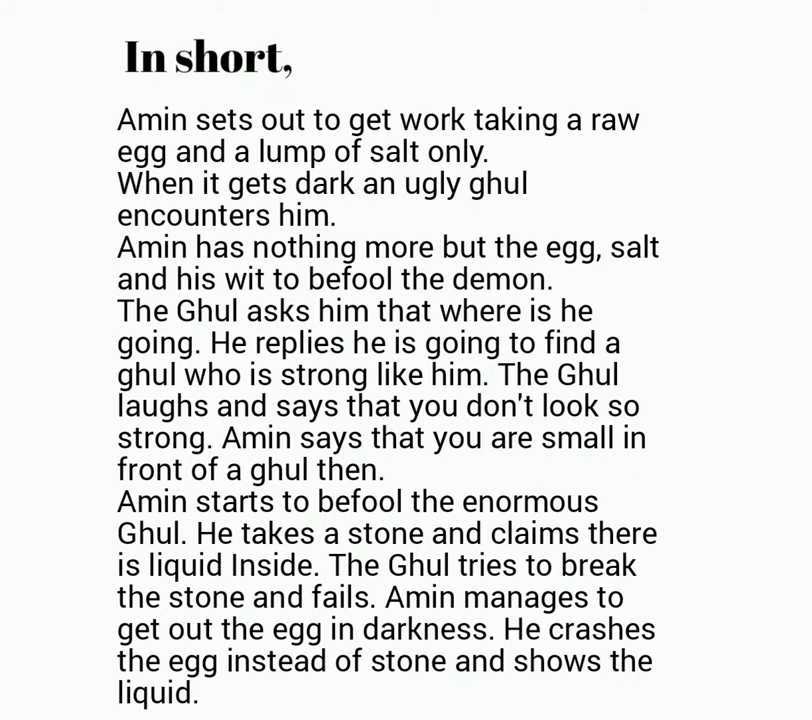 In short,
Amin sets out to get work taking a raw
egg and a lump of salt only.
When it gets dark an ugly ghul
encounters him.
Amin has nothing more but the egg, salt
and his wit to befool the demon.
The Ghul asks him that where is he
going. He replies he is going to find a
ghul who is strong like him. The Ghul
laughs and says that you don't look so
strong. Amin says that you are small in
front of a ghul then.
Amin starts to befool the enormous
Ghul. He takes a stone and claims there
is liquid Inside. The Ghul tries to break
the stone and fails. Amin manages to
get out the egg in darkness. He crashes
the egg instead of stone and shows the
liquid.